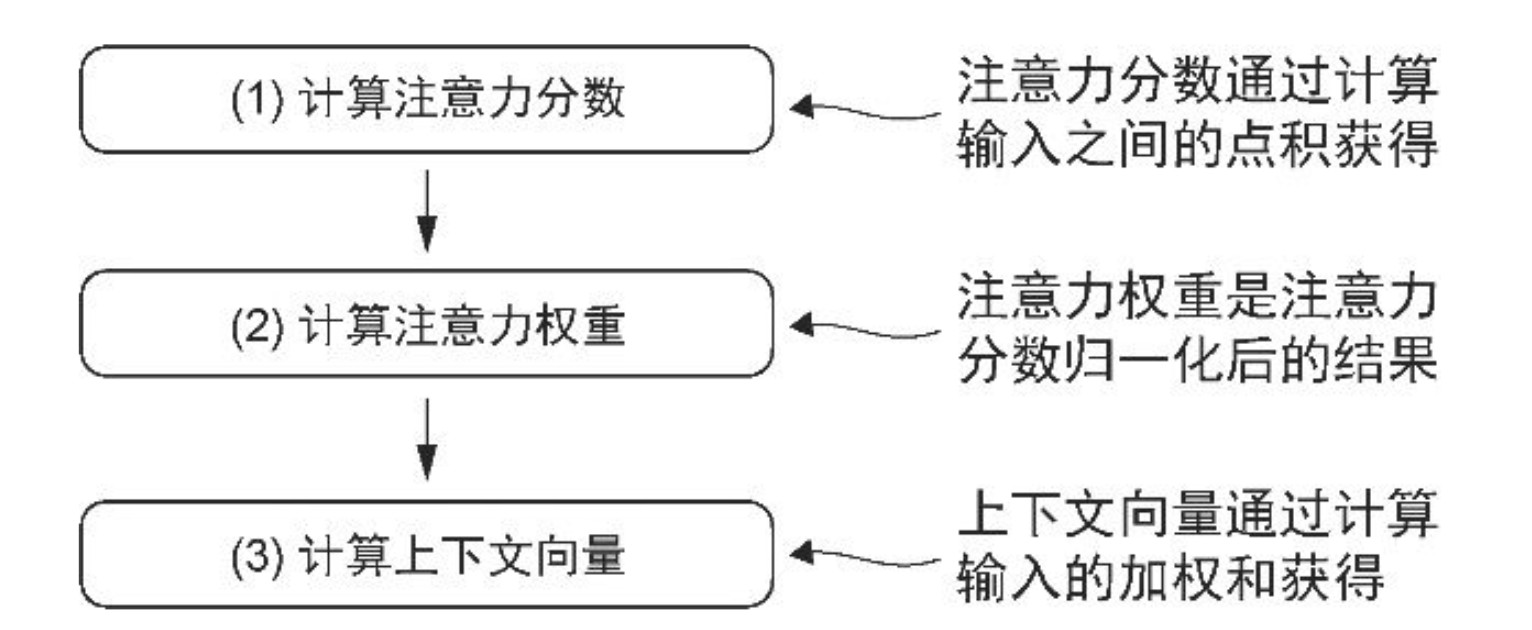 (1) 计算注意力分数
注意力分数通过计算
输入之间的点积获得
(2) 计算注意力权重
注意力权重是注意力
分数归一化后的结果
(3) 计算上下文向量
上下文向量通过计算
输入的加权和获得